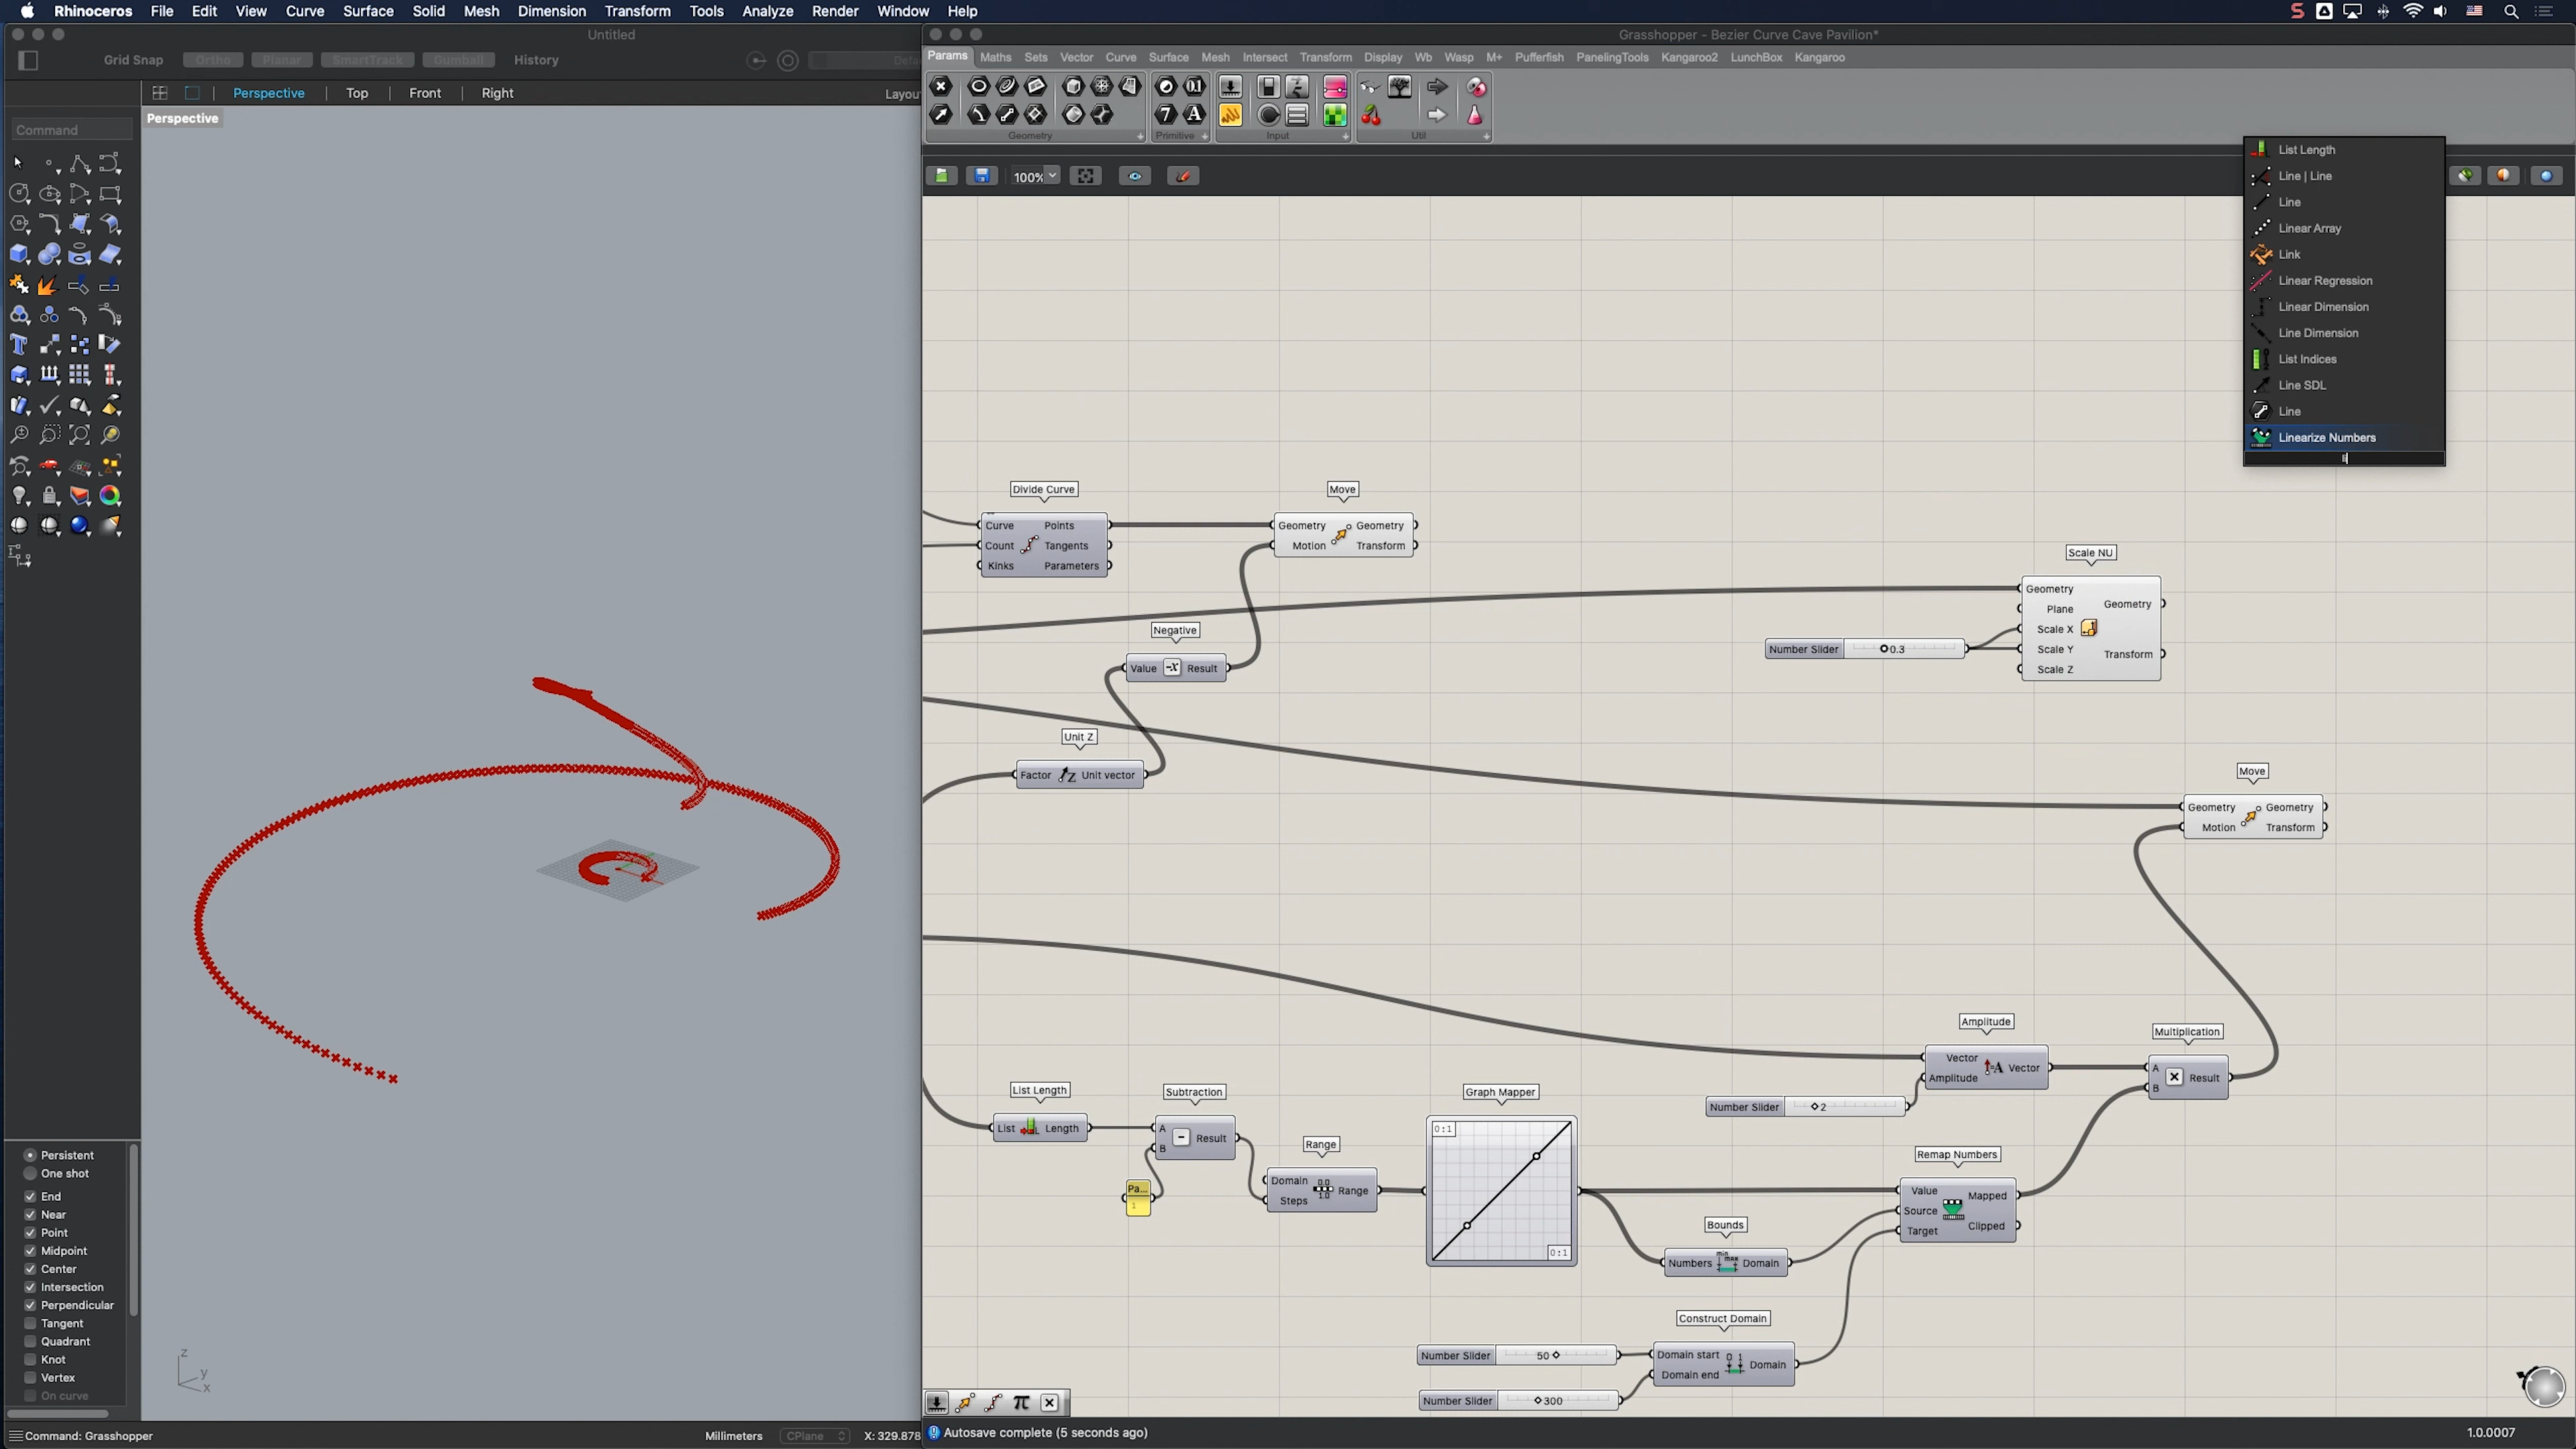 Rhinoceros File Edit View Curve Surface Solid Mesh Dimension Transform Tools Analyze Render Window Help
Untitled
Grid Snap Ortho Planar SmartTrack Gumball History
Perspective Top Front Right
Command
Perspective
Grasshopper - Bezier Curve Cave Pavilion*
Params Maths Sets Vector Curve Surface Mesh Intersect Transform Display Wb Wasp M+ Pufferfish PanelingTools Kangaroo2 LunchBox Kangaroo
Geometry Primitive Input Util
100%
List Length
Line | Line
Line
Linear Array
Link
Linear Regression
Linear Dimension
Line Dimension
List Indices
Line SDL
Line
Linearize Numbers
Divide Curve
Curve Points
Count Tangents
Kinks Parameters
Move
Geometry Geometry
Motion Transform
Scale NU
Geometry
Plane Geometry
Scale X
Scale Y
Transform
Scale Z
Number Slider 0.3
Negative
Value -x Result
Unit Z
Factor Z Unit vector
Move
Geometry Geometry
Motion Transform
Amplitude
Vector Vector
Amplitude
Number Slider 2
Multiplication
A Result
B
List Length
List Length
Subtraction
A Result
B
Pa...
1
Range
Domain Range
Steps
0.0
1.0
Graph Mapper
0:1
0:1
Remap Numbers
Value Mapped
Source
Target Clipped
Bounds
Numbers min max Domain
Construct Domain
Domain start 0 1 Domain
Domain end
Number Slider 50
Number Slider 300
Persistent
One shot
End
Near
Point
Midpoint
Center
Intersection
Perpendicular
Tangent
Quadrant
Knot
Vertex
On curve
z
y
x
Command: Grasshopper
Millimeters CPlane X: 329.878
Autosave complete (5 seconds ago)
1.0.0007